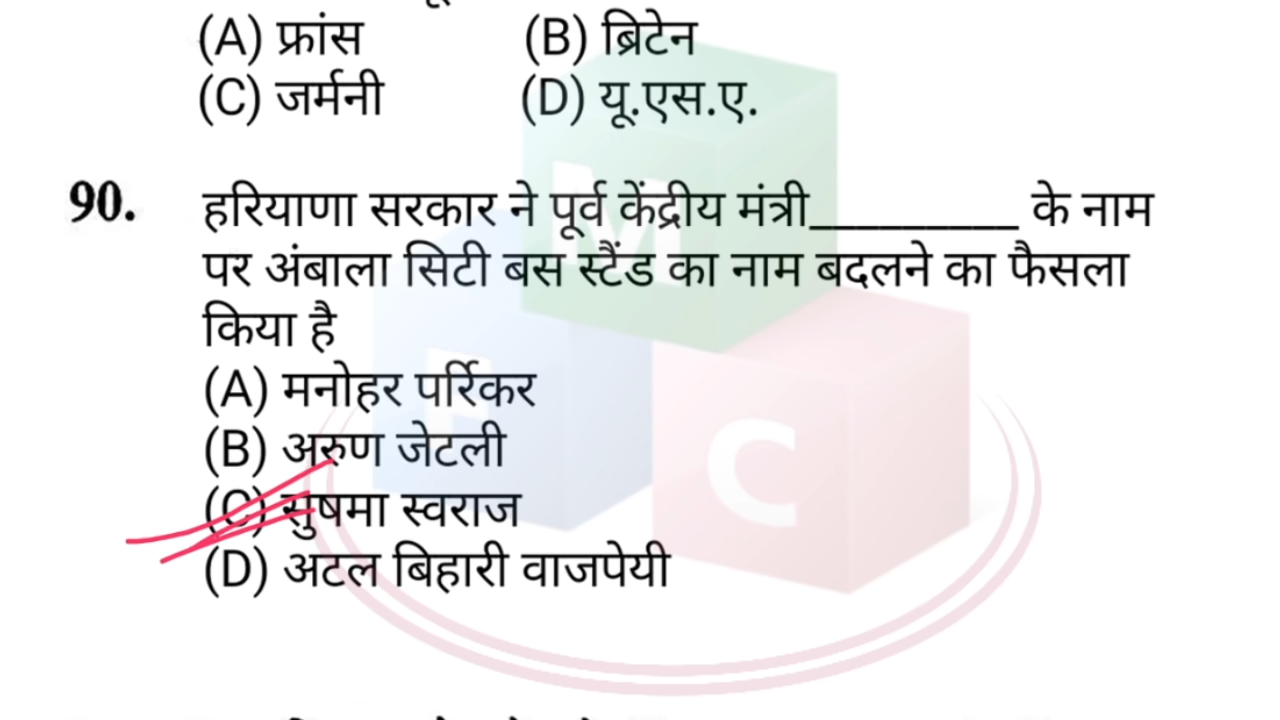 (A) फ्रांस (B) ब्रिटेन
(C) जर्मनी (D) यू.एस.ए.
90. हरियाणा सरकार ने पूर्व केंद्रीय मंत्री_________ के नाम
पर अंबाला सिटी बस स्टैंड का नाम बदलने का फैसला
किया है
(A) मनोहर पर्रिकर
(B) अरुण जेटली
(C) सुषमा स्वराज
(D) अटल बिहारी वाजपेयी
M
F
C